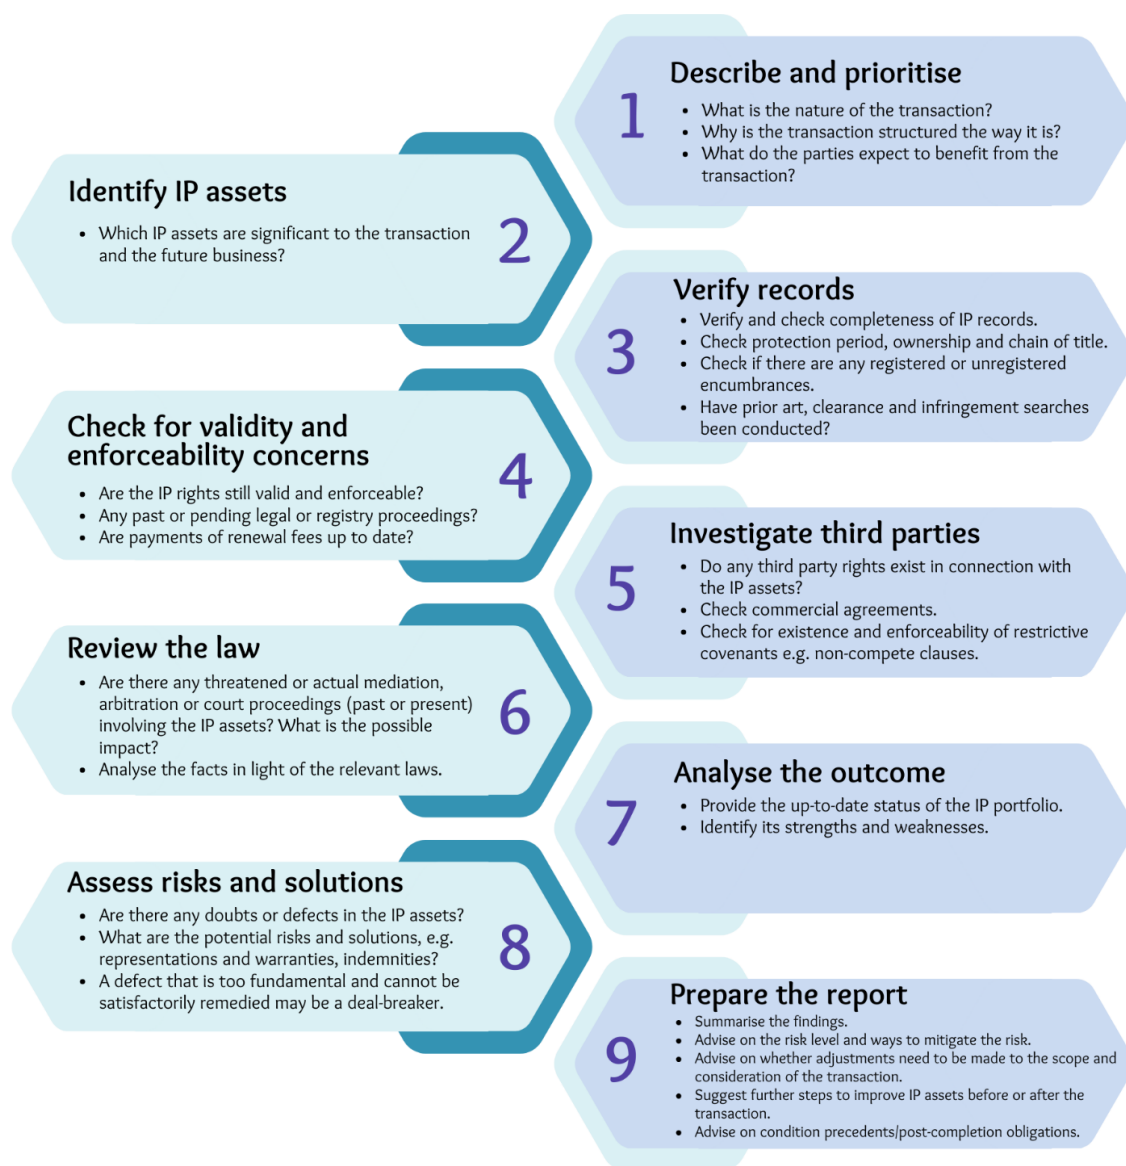 1
Describe and prioritise
• What is the nature of the transaction?
• Why is the transaction structured the way it is?
• What do the parties expect to benefit from the
transaction?
2
Identify IP assets
• Which IP assets are significant to the transaction
and the future business?
3
Verify records
• Verify and check completeness of IP records.
• Check protection period, ownership and chain of title.
• Check if there are any registered or unregistered
encumbrances.
• Have prior art, clearance and infringement searches
been conducted?
4
Check for validity and
enforceability concerns
• Are the IP rights still valid and enforceable?
• Any past or pending legal or registry proceedings?
• Are payments of renewal fees up to date?
5
Investigate third parties
• Do any third party rights exist in connection with
the IP assets?
• Check commercial agreements.
• Check for existence and enforceability of restrictive
covenants e.g. non-compete clauses.
6
Review the law
• Are there any threatened or actual mediation,
arbitration or court proceedings (past or present)
involving the IP assets? What is the possible
impact?
• Analyse the facts in light of the relevant laws.
7
Analyse the outcome
• Provide the up-to-date status of the IP portfolio.
• Identify its strengths and weaknesses.
8
Assess risks and solutions
• Are there any doubts or defects in the IP assets?
• What are the potential risks and solutions, e.g.
representations and warranties, indemnities?
• A defect that is too fundamental and cannot be
satisfactorily remedied may be a deal-breaker.
9
Prepare the report
• Summarise the findings.
• Advise on the risk level and ways to mitigate the risk.
• Advise on whether adjustments need to be made to the scope and
consideration of the transaction.
• Suggest further steps to improve IP assets before or after the
transaction.
• Advise on condition precedents/post-completion obligations.